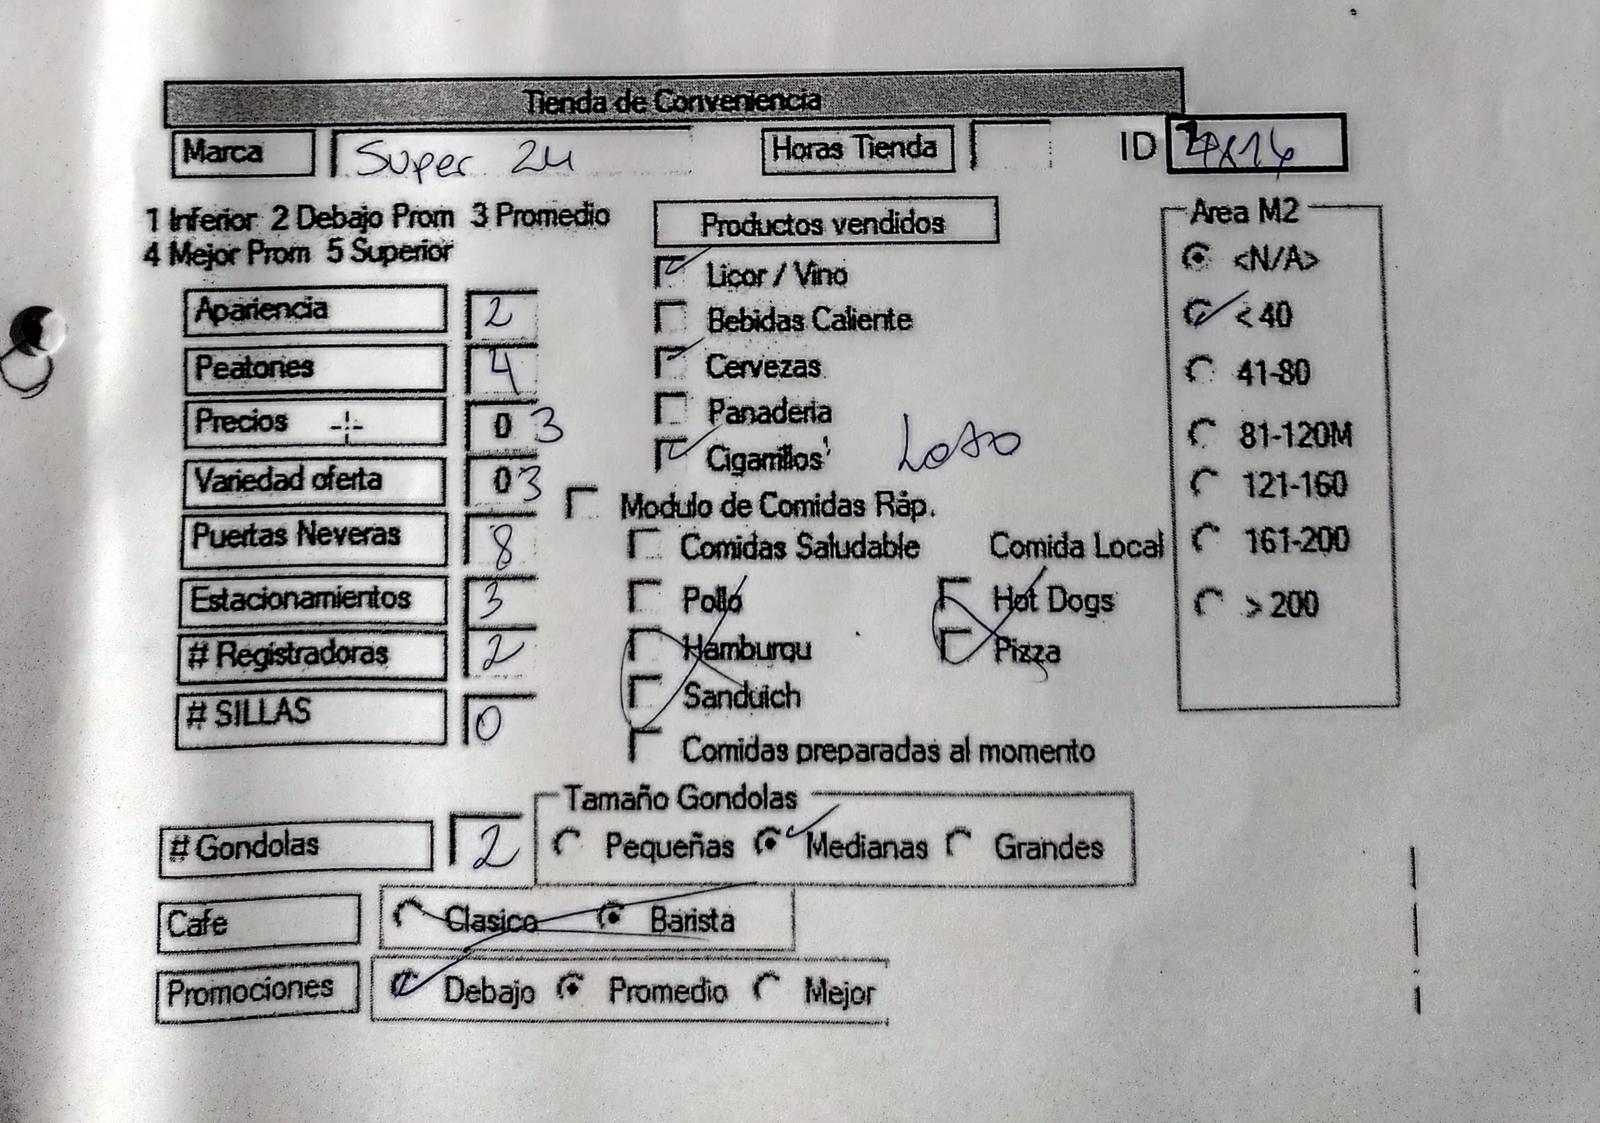 Tienda de Conveniencia
Marca Super 24 Horas Tienda ID
1 Inferior 2 Debajo Prom 3 Promedio
4 Mejor Prom 5 Superior
Productos vendidos
Area M2
Licor / Vino
<N/A>
Apariencia 2
Bebidas Caliente
< 40
Peatones 4
Cervezas
41-80
Precios 0 3
Panaderia
81-120M
Variedad oferta 0 3
Cigarrillos
121-160
Puertas Neveras 8
Modulo de Comidas Ráp.
Comidas Saludable Comida Local
161-200
Estacionamientos 3
Pollo Hot Dogs
> 200
# Registradoras 2
Hamburqu Pizza
# SILLAS 0
Sanduich
Comidas preparadas al momento
Tamaño Gondolas
# Gondolas 2 Pequeñas Medianas Grandes
Cafe Clasico Barista
Promociones Debajo Promedio Mejor